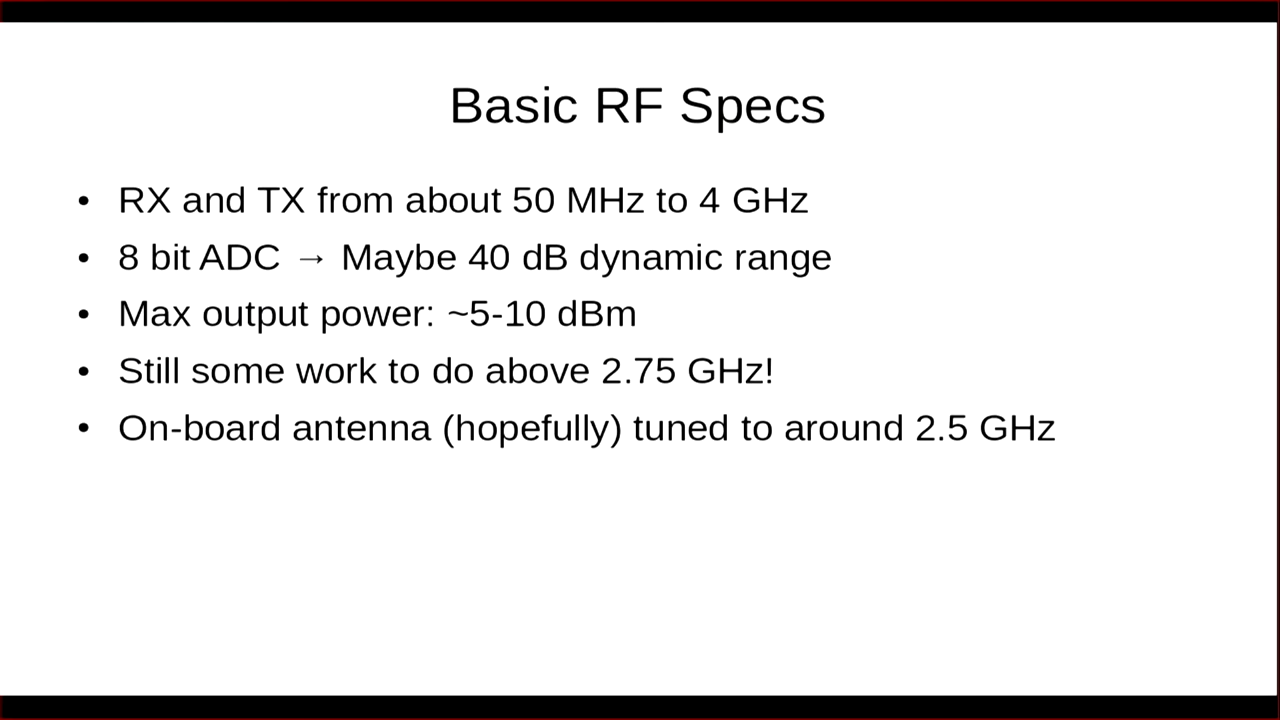 Basic RF Specs
• RX and TX from about 50 MHz to 4 GHz
• 8 bit ADC → Maybe 40 dB dynamic range
• Max output power: ~5-10 dBm
• Still some work to do above 2.75 GHz!
• On-board antenna (hopefully) tuned to around 2.5 GHz